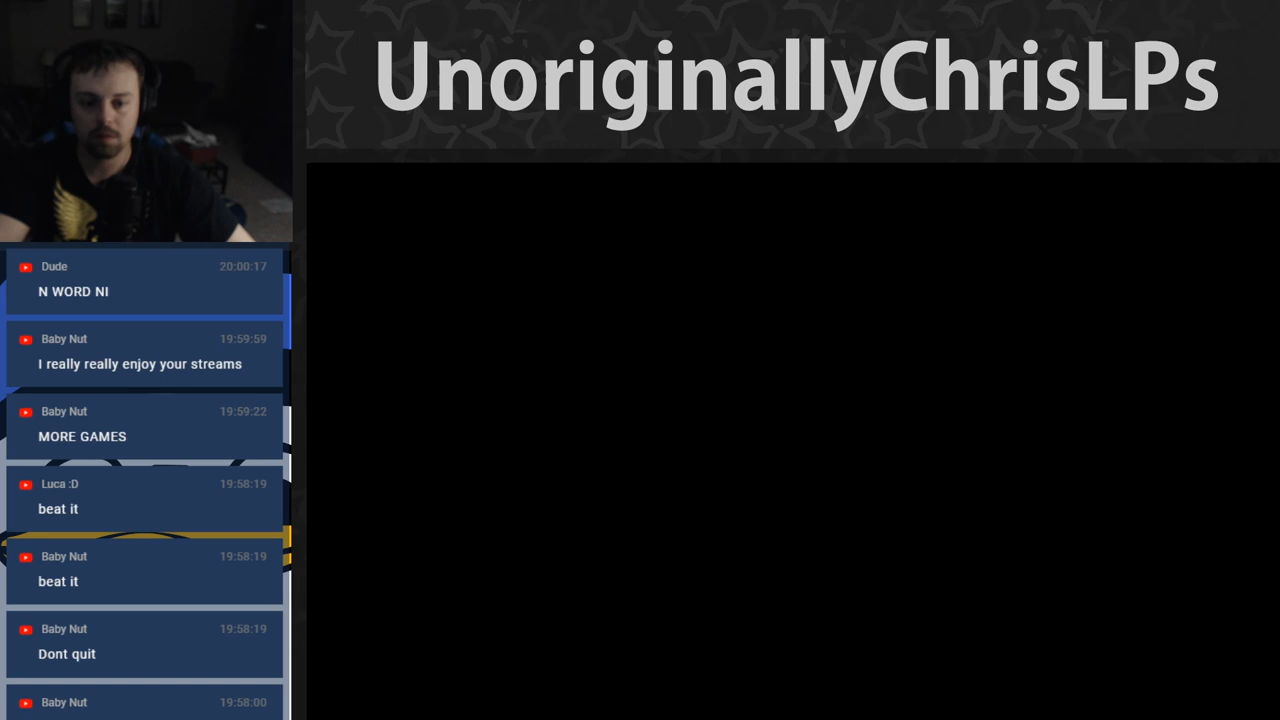 UnoriginallyChrisLPs
Dude 20:00:17
N WORD NI
Baby Nut 19:59:59
I really really enjoy your streams
Baby Nut 19:59:22
MORE GAMES
Luca :D 19:58:19
beat it
Baby Nut 19:58:19
beat it
Baby Nut 19:58:19
Dont quit
Baby Nut 19:58:00